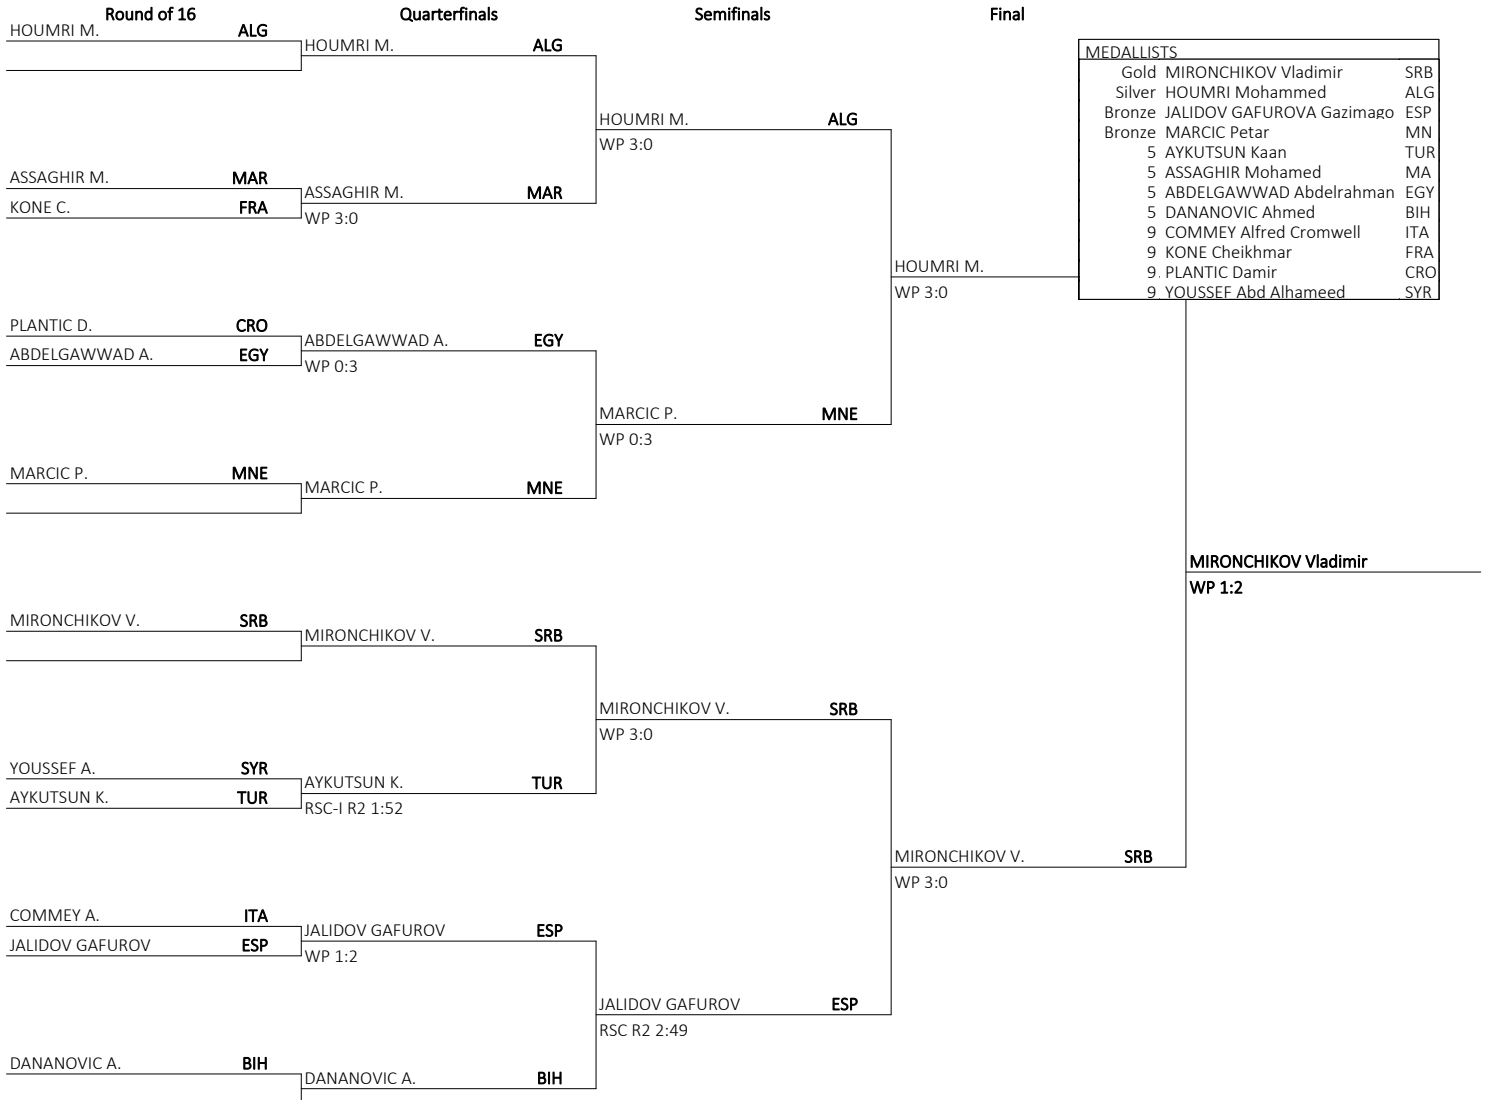 Round of 16 Quarterfinals Semifinals Final
HOUMRI M. ALG
HOUMRI M. ALG
MEDALLISTS
Gold MIRONCHIKOV Vladimir SRB
Silver HOUMRI Mohammed ALG
Bronze JALIDOV GAFUROVA Gazimago ESP
Bronze MARCIC Petar MN
5 AYKUTSUN Kaan TUR
5 ASSAGHIR Mohamed MA
5 ABDELGAWWAD Abdelrahman EGY
5 DANANOVIC Ahmed BIH
9 COMMEY Alfred Cromwell ITA
9 KONE Cheikhmar FRA
9. PLANTIC Damir CRO
9. YOUSSEF Abd Alhameed SYR
HOUMRI M. ALG
WP 3:0
ASSAGHIR M. MAR
ASSAGHIR M. MAR
KONE C. FRA
WP 3:0
HOUMRI M.
WP 3:0
PLANTIC D. CRO
ABDELGAWWAD A. EGY
ABDELGAWWAD A. EGY
WP 0:3
MARCIC P. MNE
WP 0:3
MARCIC P. MNE
MARCIC P. MNE
MIRONCHIKOV Vladimir
WP 1:2
MIRONCHIKOV V. SRB
MIRONCHIKOV V. SRB
MIRONCHIKOV V. SRB
WP 3:0
YOUSSEF A. SYR
AYKUTSUN K. TUR
AYKUTSUN K. TUR
RSC-I R2 1:52
MIRONCHIKOV V. SRB
WP 3:0
COMMEY A. ITA
JALIDOV GAFUROV ESP
JALIDOV GAFUROV ESP
WP 1:2
JALIDOV GAFUROV ESP
RSC R2 2:49
DANANOVIC A. BIH
DANANOVIC A. BIH